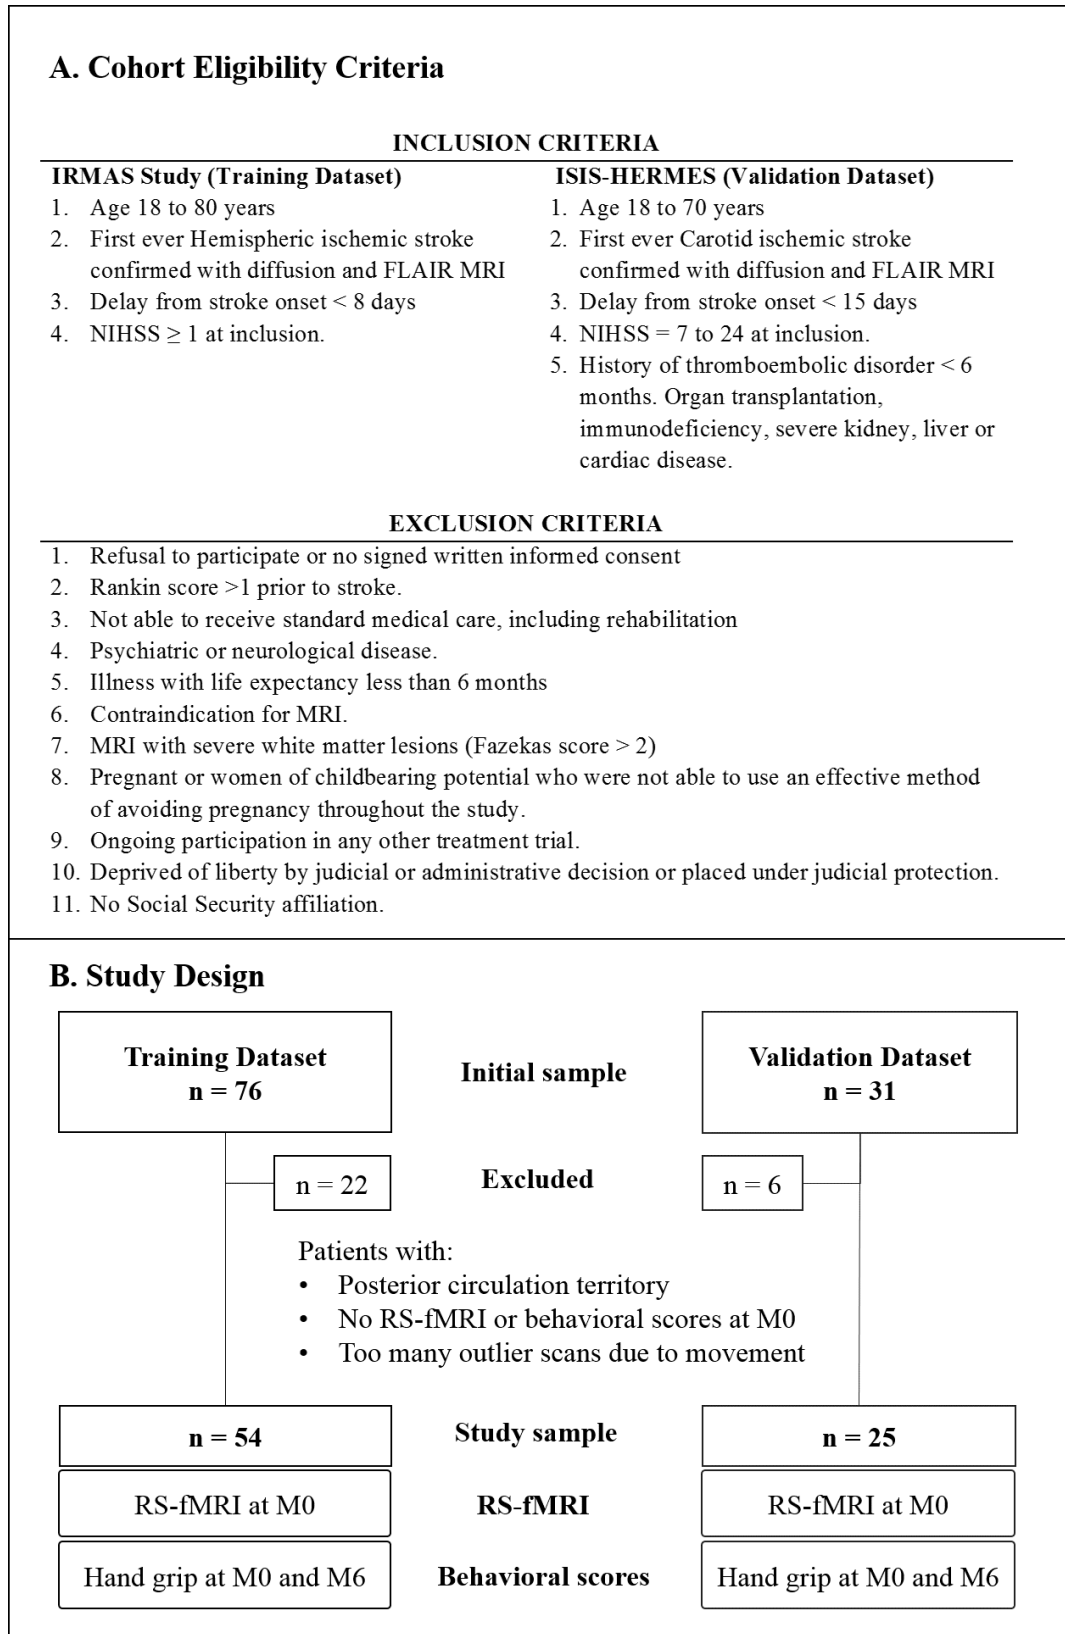 A. Cohort Eligibility Criteria
INCLUSION CRITERIA
IRMAS Study (Training Dataset)
1. Age 18 to 80 years
2. First ever Hemispheric ischemic stroke
confirmed with diffusion and FLAIR MRI
3. Delay from stroke onset < 8 days
4. NIHSS ≥ 1 at inclusion.
ISIS-HERMES (Validation Dataset)
1. Age 18 to 70 years
2. First ever Carotid ischemic stroke
confirmed with diffusion and FLAIR MRI
3. Delay from stroke onset < 15 days
4. NIHSS = 7 to 24 at inclusion.
5. History of thromboembolic disorder < 6
months. Organ transplantation,
immunodeficiency, severe kidney, liver or
cardiac disease.
EXCLUSION CRITERIA
1. Refusal to participate or no signed written informed consent
2. Rankin score >1 prior to stroke.
3. Not able to receive standard medical care, including rehabilitation
4. Psychiatric or neurological disease.
5. Illness with life expectancy less than 6 months
6. Contraindication for MRI.
7. MRI with severe white matter lesions (Fazekas score > 2)
8. Pregnant or women of childbearing potential who were not able to use an effective method
of avoiding pregnancy throughout the study.
9. Ongoing participation in any other treatment trial.
10. Deprived of liberty by judicial or administrative decision or placed under judicial protection.
11. No Social Security affiliation.
B. Study Design
Training Dataset
n = 76
Initial sample
Validation Dataset
n = 31
n = 22
Excluded
n = 6
Patients with:
• Posterior circulation territory
• No RS-fMRI or behavioral scores at M0
• Too many outlier scans due to movement
n = 54
Study sample
n = 25
RS-fMRI at M0
RS-fMRI
RS-fMRI at M0
Hand grip at M0 and M6
Behavioral scores
Hand grip at M0 and M6